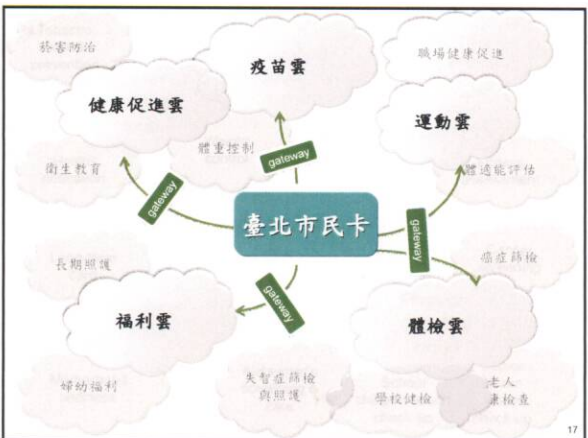 菸害防治
疫苗雲
職場健康促進
健康促進雲
運動雲
體重控制
gateway
衛生教育
gateway
體適能評估
臺北市民卡
gateway
長期照護
癌症篩檢
gateway
福利雲
體檢雲
婦幼福利
失智症篩檢
與照護
學校健檢
老人
康檢查
17